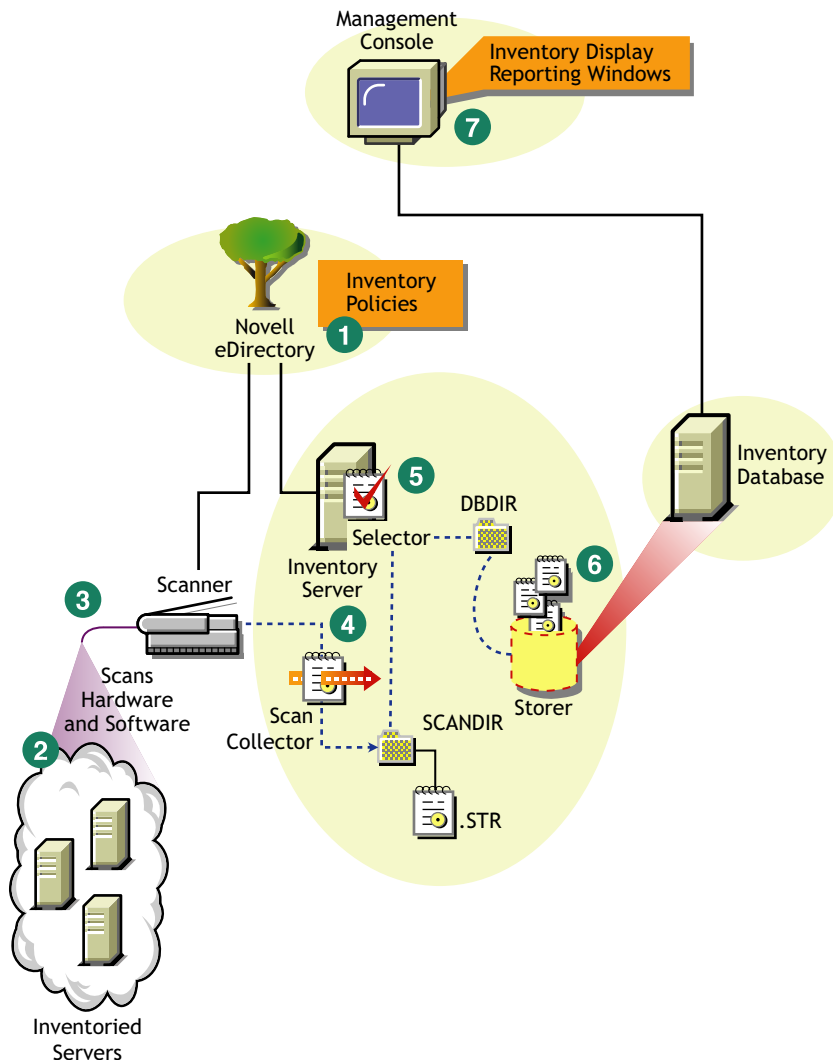 Management
Console
Inventory Display
Reporting Windows
7
Inventory
Policies
1
Novell
eDirectory
5
Selector
Inventory
Server
DBDIR
Inventory
Database
6
Storer
Scanner
3
Scans
Hardware
and Software
4
Scan
Collector
SCANDIR
.STR
2
Inventoried
Servers